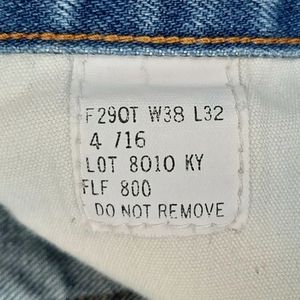 F290T W38 L32
4 /16
LOT 8010 KY
FLF 800
DO NOT REMOVE